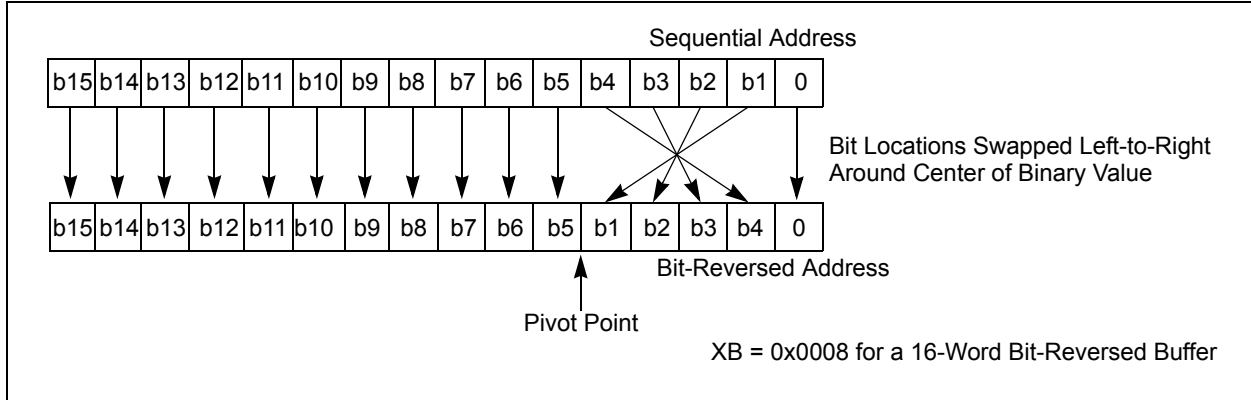 Sequential Address
b15 b14 b13 b12 b11 b10 b9 b8 b7 b6 b5 b4 b3 b2 b1 0
Bit Locations Swapped Left-to-Right
Around Center of Binary Value
b15 b14 b13 b12 b11 b10 b9 b8 b7 b6 b5 b1 b2 b3 b4 0
Bit-Reversed Address
Pivot Point
XB = 0x0008 for a 16-Word Bit-Reversed Buffer